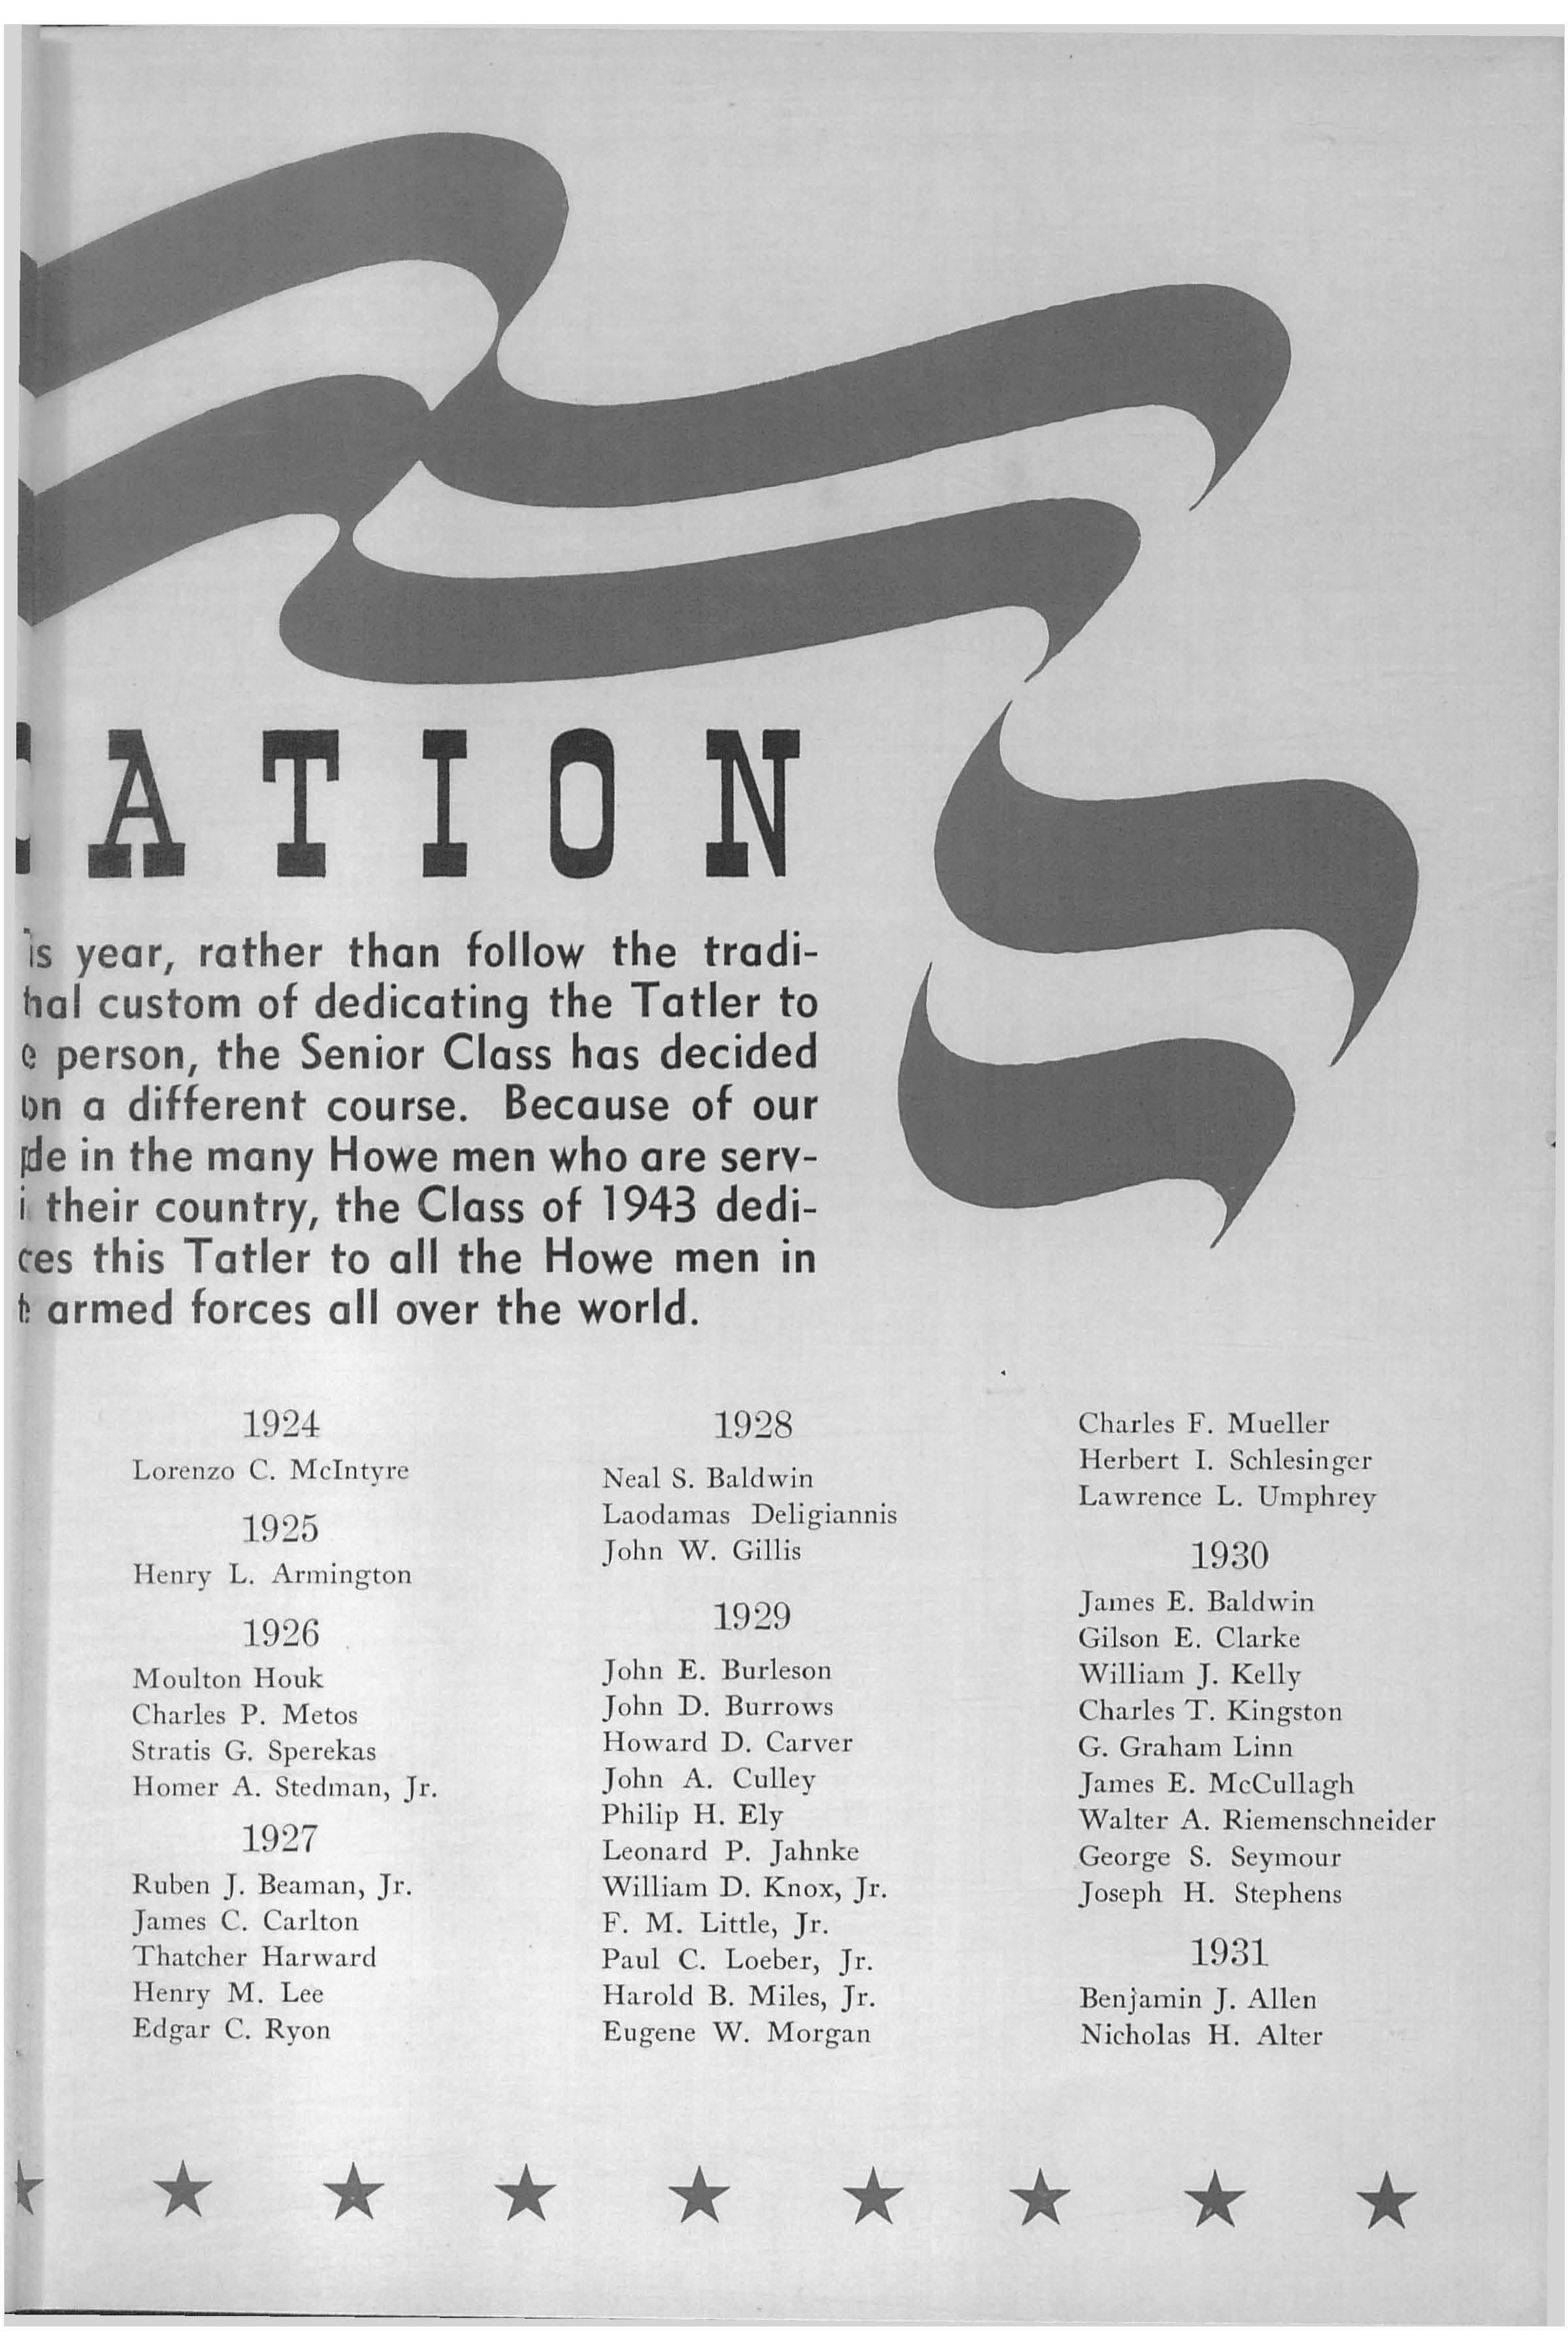 CATION
is year, rather than follow the tradi-
nal custom of dedicating the Tatler to
e person, the Senior Class has decided
on a different course. Because of our
de in the many Howe men who are serv-
i their country, the Class of 1943 dedi-
ces this Tatler to all the Howe men in
armed forces all over the world.
1924
Lorenzo C. McIntyre
1925
Henry L. Armington
1926
Moulton Houk
Charles P. Metos
Stratis G. Sperekas
Homer A. Stedman, Jr.
1927
Ruben J. Beaman, Jr.
James C. Carlton
Thatcher Harward
Henry M. Lee
Edgar C. Ryon
1928
Neal S. Baldwin
Laodamas Deligiannis
John W. Gillis
1929
John E. Burleson
John D. Burrows
Howard D. Carver
John A. Culley
Philip H. Ely
Leonard P. Jahnke
William D. Knox, Jr.
F. M. Little, Jr.
Paul C. Loeber, Jr.
Harold B. Miles, Jr.
Eugene W. Morgan
Charles F. Mueller
Herbert I. Schlesinger
Lawrence L. Umphrey
1930
James E. Baldwin
Gilson E. Clarke
William J. Kelly
Charles T. Kingston
G. Graham Linn
James E. McCullagh
Walter A. Riemenschneider
George S. Seymour
Joseph H. Stephens
1931
Benjamin J. Allen
Nicholas H. Alter